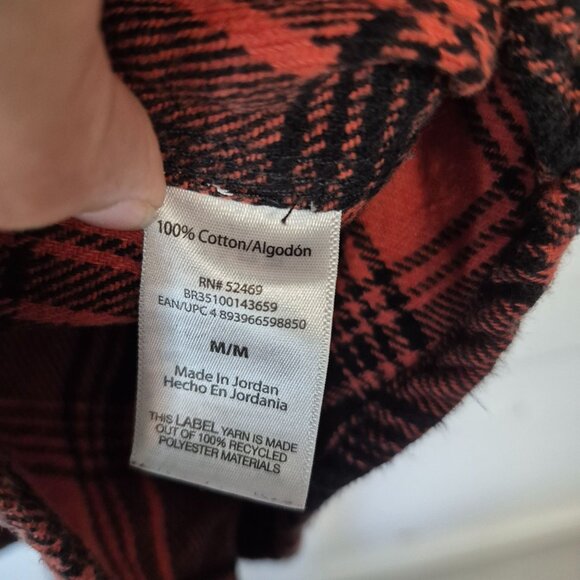 100% Cotton/Algodón
RN# 52469
BR35100143659
EAN/UPC 4 893966598850
M/M
Made In Jordan
Hecho En Jordania
THIS LABEL YARN IS MADE
OUT OF 100% RECYCLED
POLYESTER MATERIALS